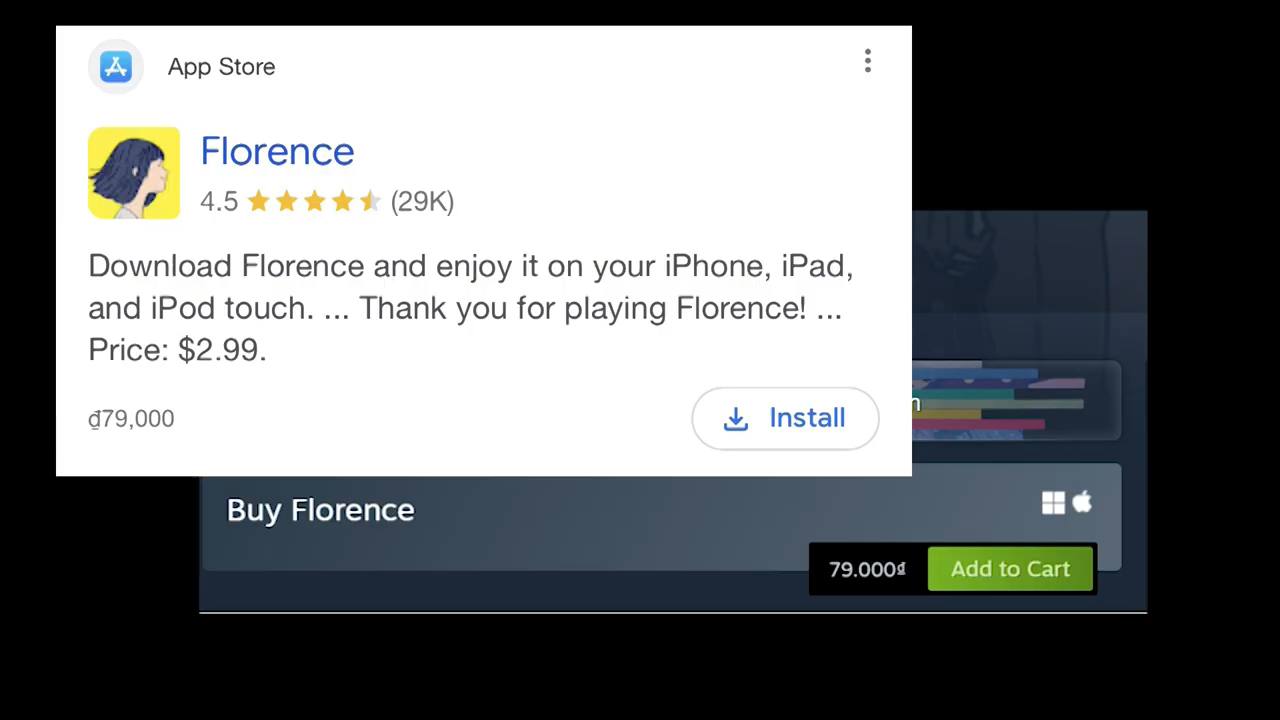 App Store
Florence
4.5 (29K)
Download Florence and enjoy it on your iPhone, iPad,
and iPod touch. ... Thank you for playing Florence! ...
Price: $2.99.
₫79,000
Install
Buy Florence
79.000₫
Add to Cart